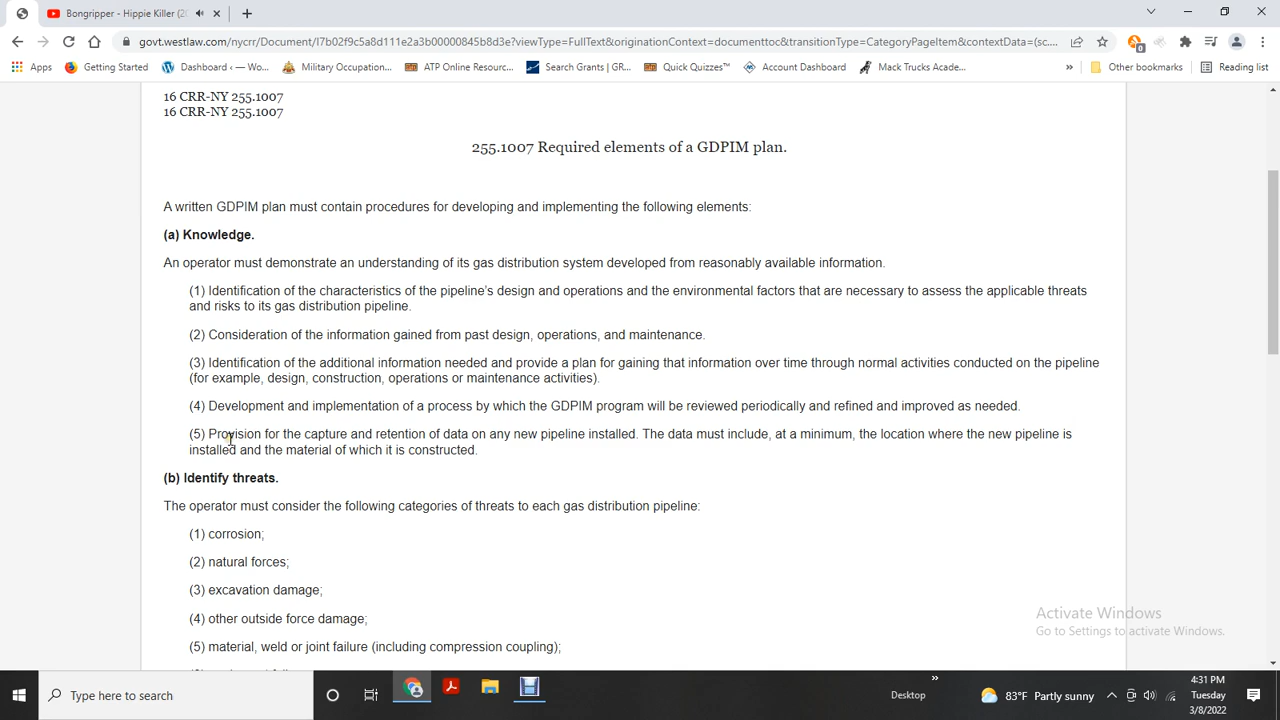 Bongripper - Hippie Killer (20
govt.westlaw.com/nycrr/Document/I7b02f9c5a8d111e2a3b00000845b8d3e?viewType=FullText&originationContext=documenttoc&transitionType=CategoryPageItem&contextData=(sc...
Apps Getting Started Dashboard ‹ — Wo... Military Occupation... ATP Online Resourc... Search Grants | GR... Quick Quizzes™ Account Dashboard Mack Trucks Acade... » Other bookmarks Reading list
16 CRR-NY 255.1007
16 CRR-NY 255.1007
255.1007 Required elements of a GDPIM plan.
A written GDPIM plan must contain procedures for developing and implementing the following elements:
(a) Knowledge.
An operator must demonstrate an understanding of its gas distribution system developed from reasonably available information.
(1) Identification of the characteristics of the pipeline's design and operations and the environmental factors that are necessary to assess the applicable threats
and risks to its gas distribution pipeline.
(2) Consideration of the information gained from past design, operations, and maintenance.
(3) Identification of the additional information needed and provide a plan for gaining that information over time through normal activities conducted on the pipeline
(for example, design, construction, operations or maintenance activities).
(4) Development and implementation of a process by which the GDPIM program will be reviewed periodically and refined and improved as needed.
(5) Provision for the capture and retention of data on any new pipeline installed. The data must include, at a minimum, the location where the new pipeline is
installed and the material of which it is constructed.
(b) Identify threats.
The operator must consider the following categories of threats to each gas distribution pipeline:
(1) corrosion;
(2) natural forces;
(3) excavation damage;
(4) other outside force damage;
(5) material, weld or joint failure (including compression coupling);
Activate Windows
Go to Settings to activate Windows.
Type here to search
Desktop
»
83°F Partly sunny
4:31 PM
Tuesday
3/8/2022